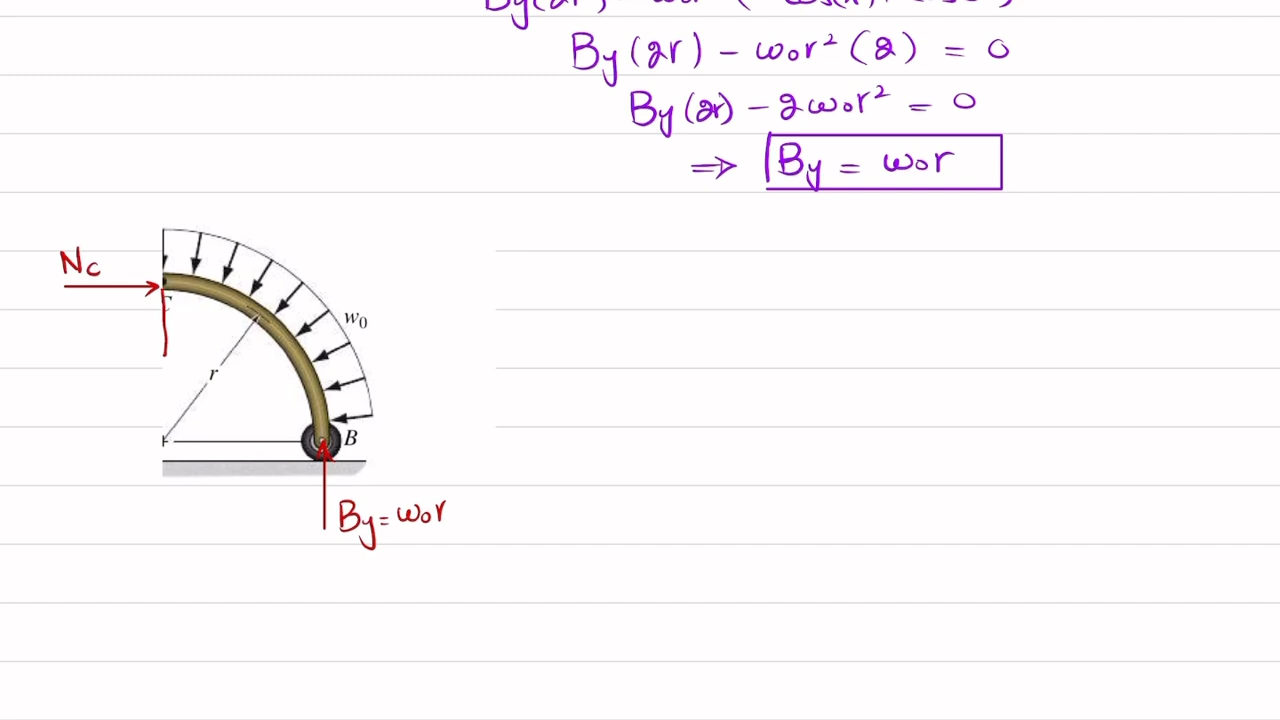 By(2r) - w₀r² (2) = 0
By(2r) - 2w₀r² = 0
⇒ By = w₀r
Nc
C
w₀
r
B
By = w₀r